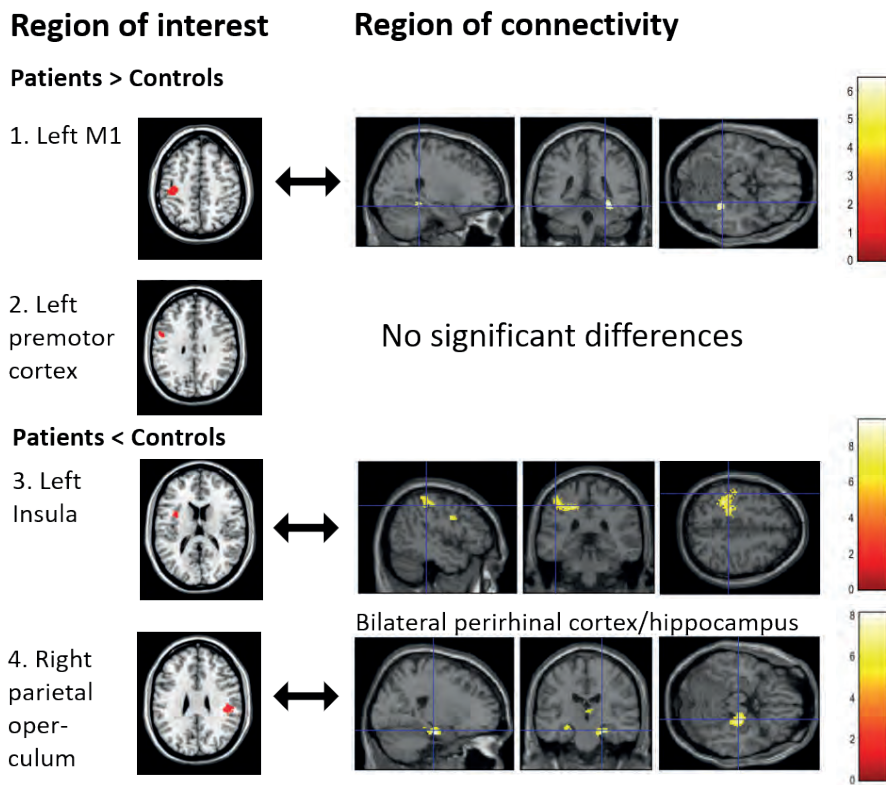 Region of interest
Region of connectivity
Patients > Controls
1. Left M1
6
5
4
3
2
1
0
2. Left
premotor
cortex
No significant differences
Patients < Controls
3. Left
Insula
8
6
4
2
0
Bilateral perirhinal cortex/hippocampus
4. Right
parietal
oper-
culum
8
6
4
2
0